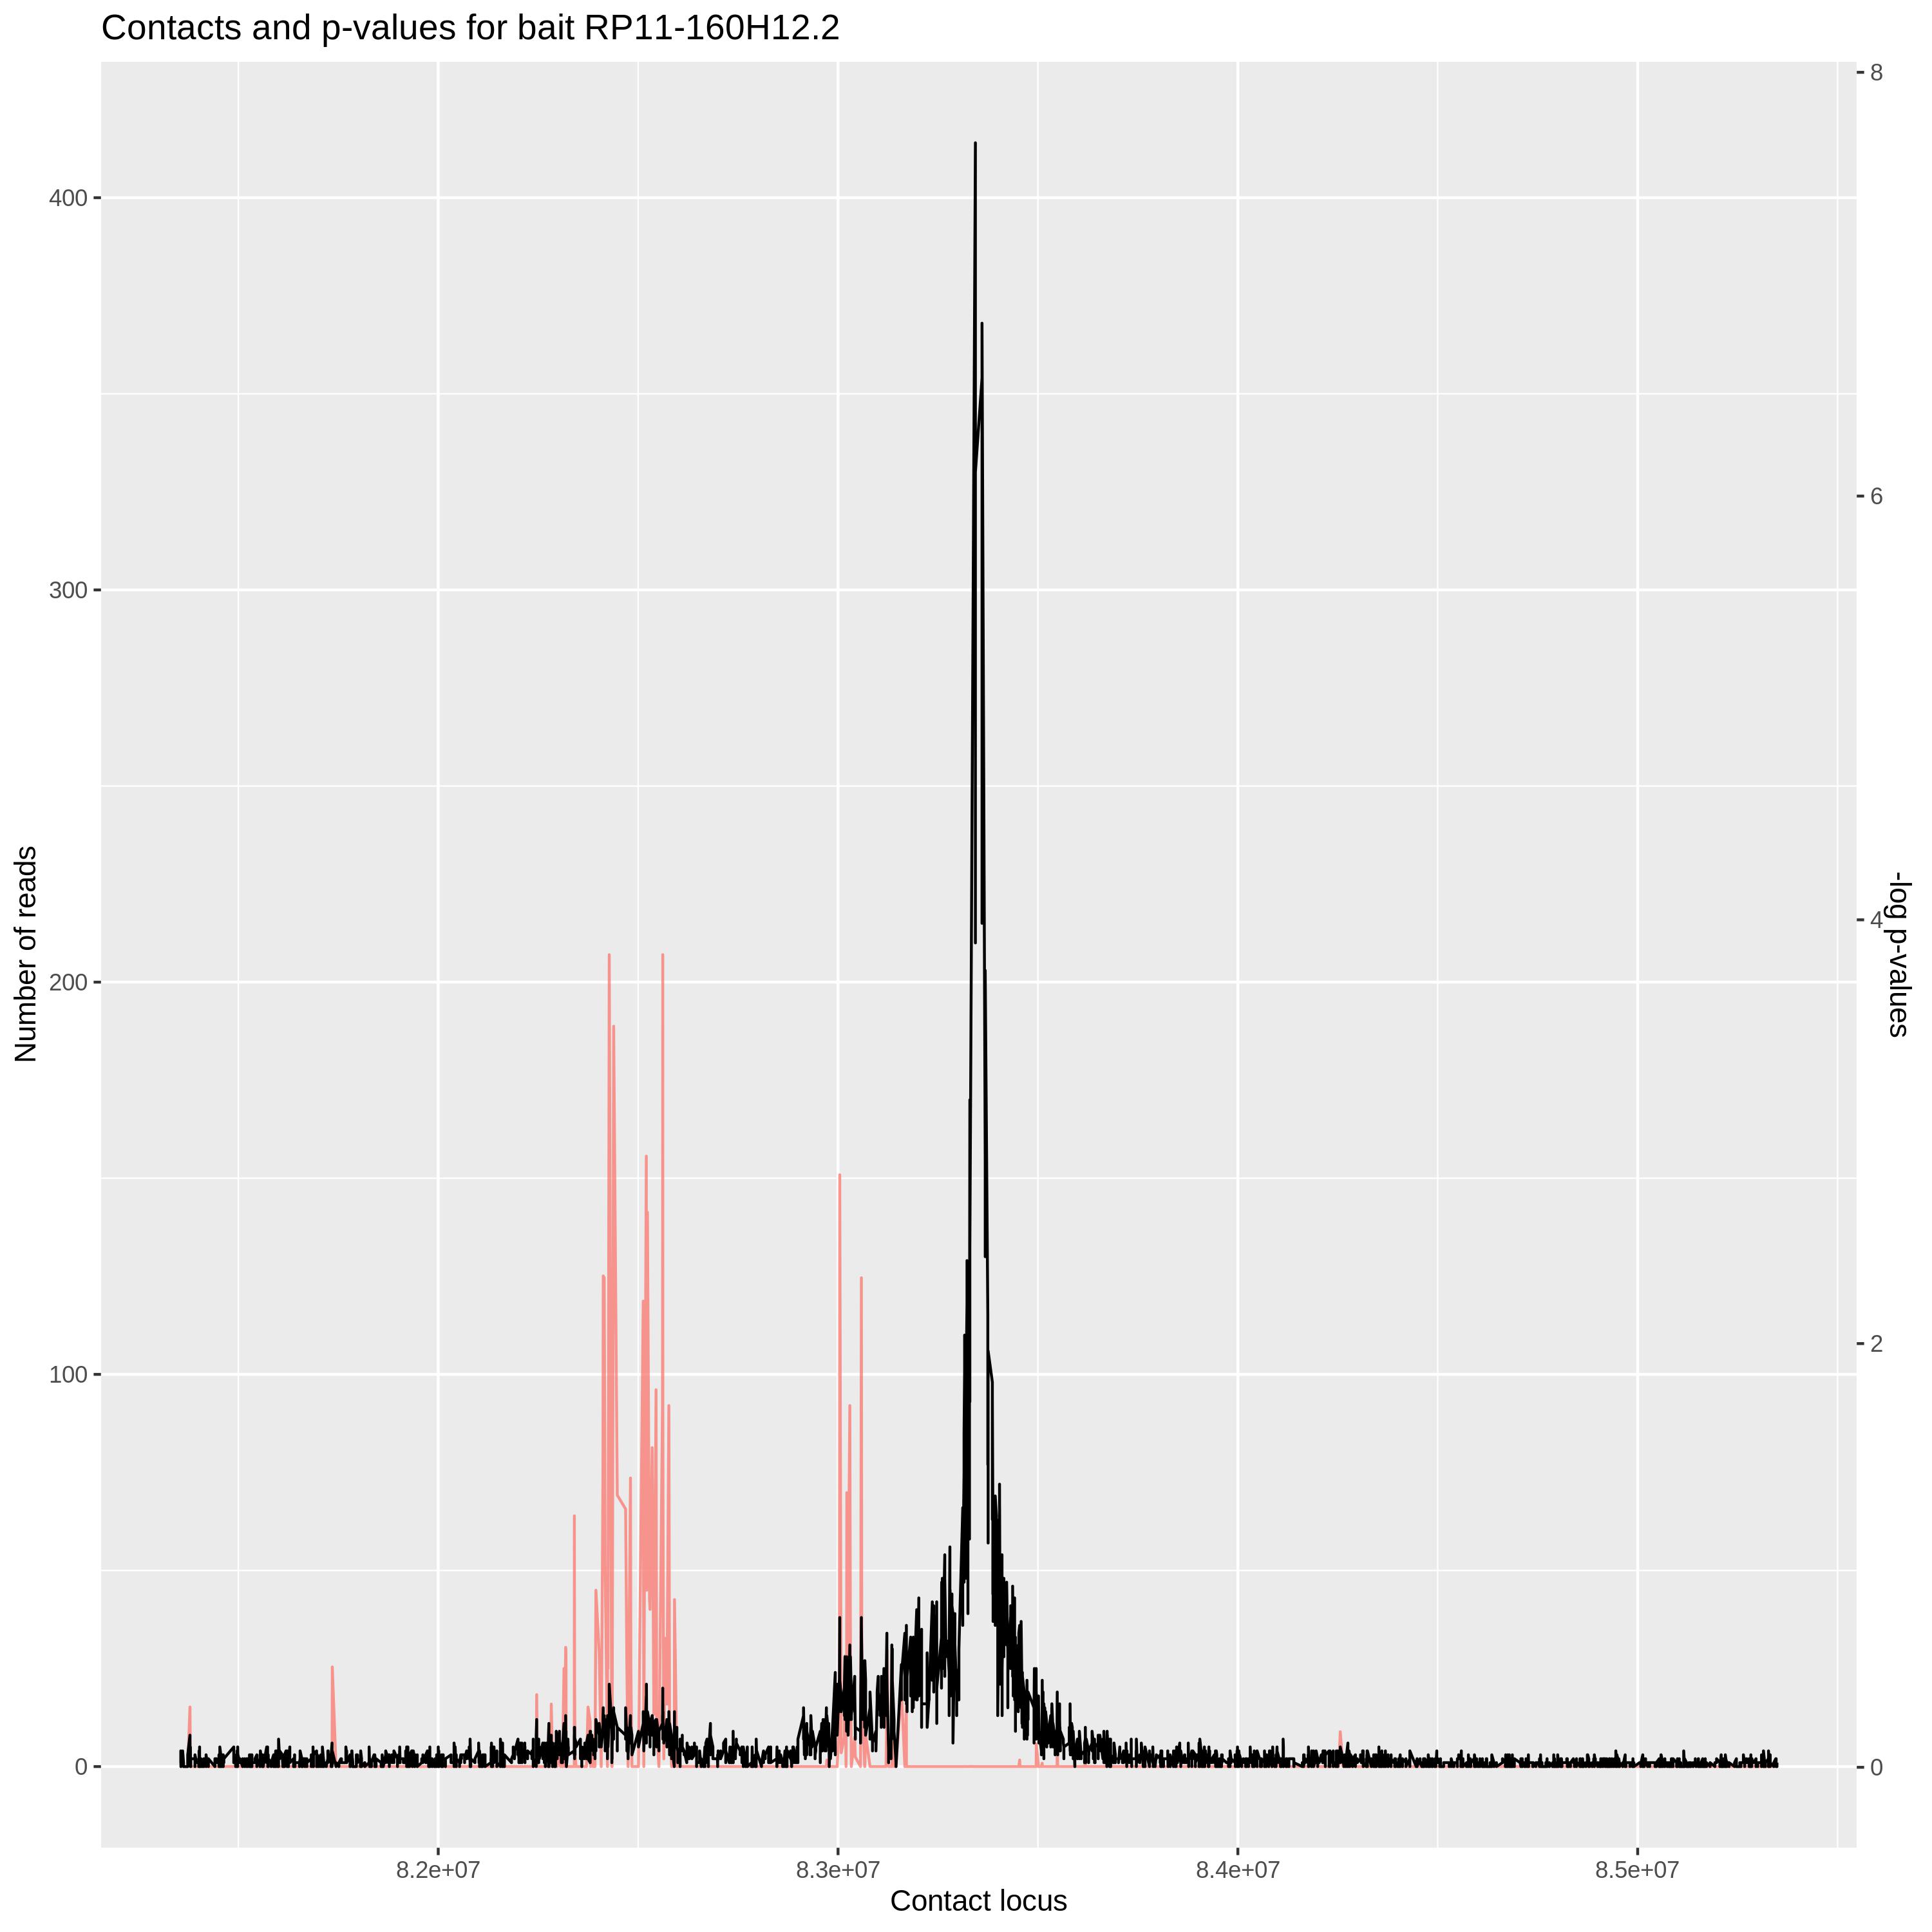 Contacts and p-values for bait RP11-160H12.2
Number of reads
400
300
200
100
0
8
6
4
2
0
-log p-values
8.2e+07
8.3e+07
8.4e+07
8.5e+07
Contact locus